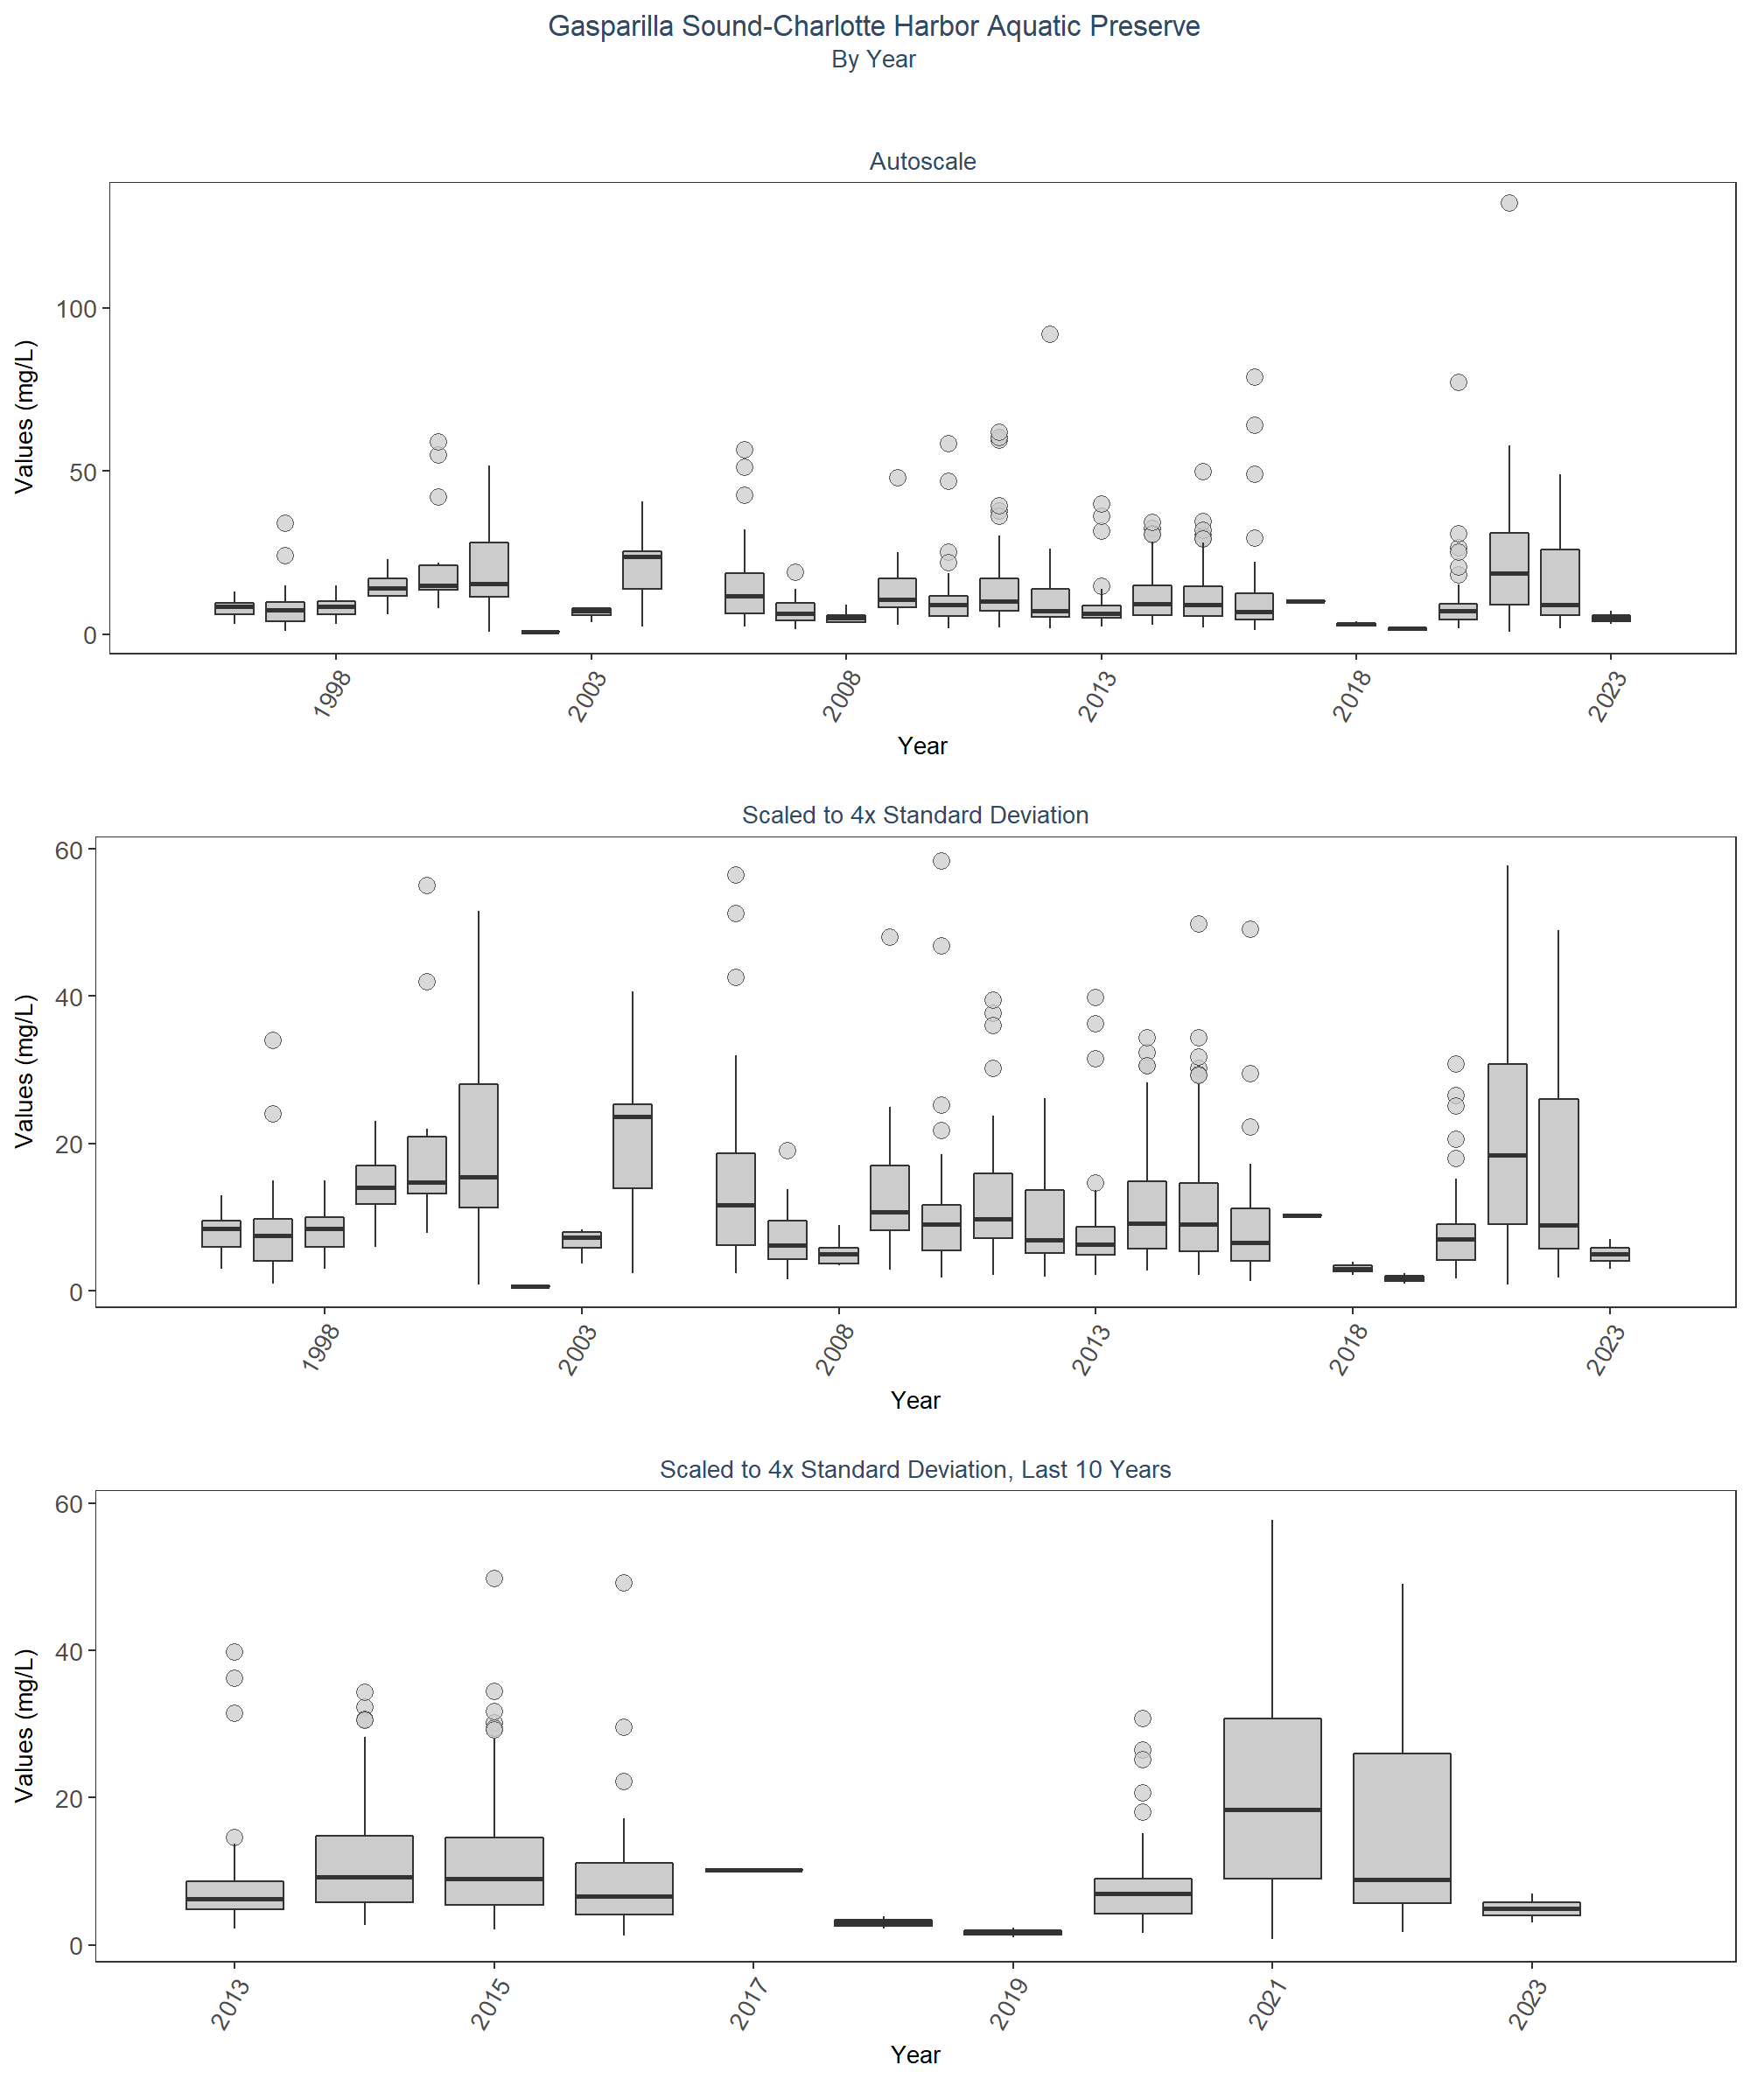 Gasparilla Sound-Charlotte Harbor Aquatic Preserve
By Year
Autoscale
Values (mg/L)
100
50
0
1998
2003
2008
2013
2018
2023
Year
Scaled to 4x Standard Deviation
Values (mg/L)
60
40
20
0
1998
2003
2008
2013
2018
2023
Year
Scaled to 4x Standard Deviation, Last 10 Years
Values (mg/L)
60
40
20
0
2013
2015
2017
2019
2021
2023
Year